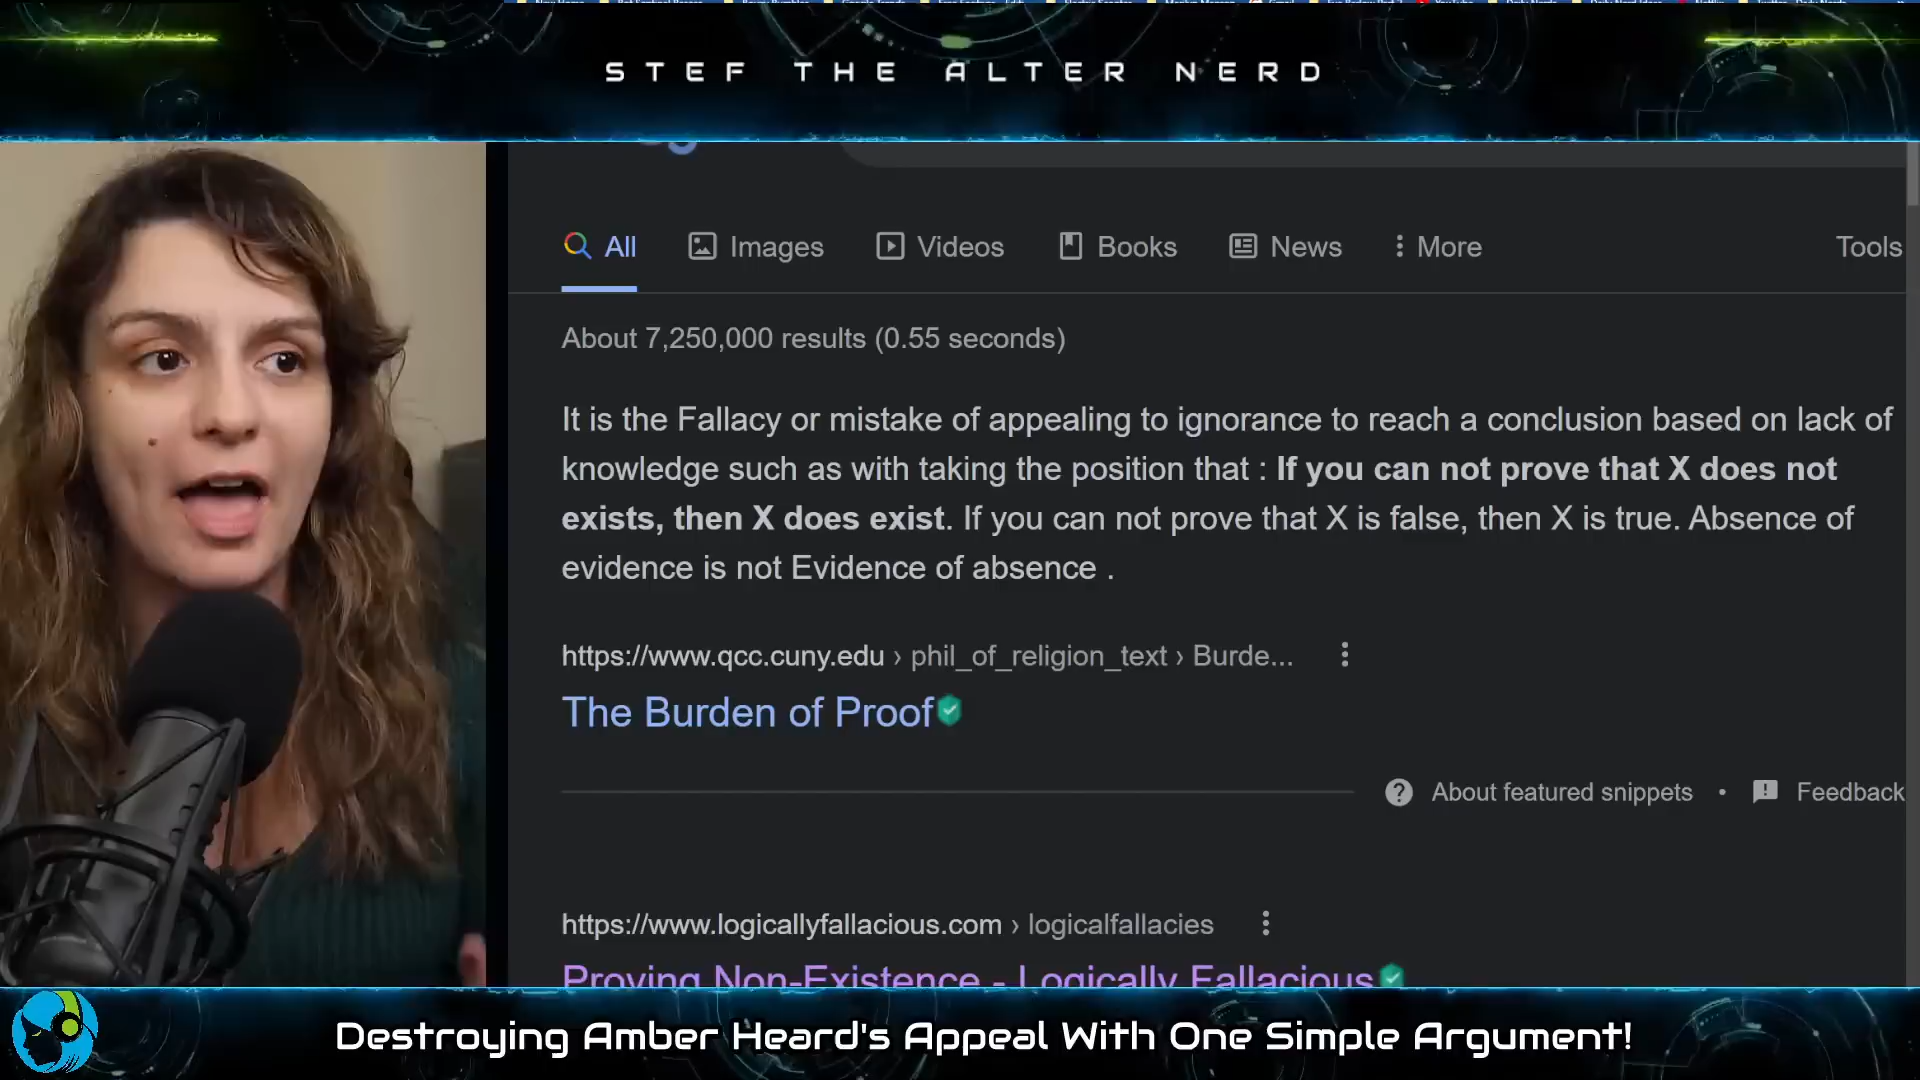 STEF THE ALTER NERD
All Images Videos Books News More Tools
About 7,250,000 results (0.55 seconds)
It is the Fallacy or mistake of appealing to ignorance to reach a conclusion based on lack of
knowledge such as with taking the position that : If you can not prove that X does not
exists, then X does exist. If you can not prove that X is false, then X is true. Absence of
evidence is not Evidence of absence .
https://www.qcc.cuny.edu › phil_of_religion_text › Burde...
The Burden of Proof
About featured snippets • Feedback
https://www.logicallyfallacious.com › logicalfallacies
Proving Non-Existence - Logically Fallacious
Destroying Amber Heard's Appeal With One Simple Argument!